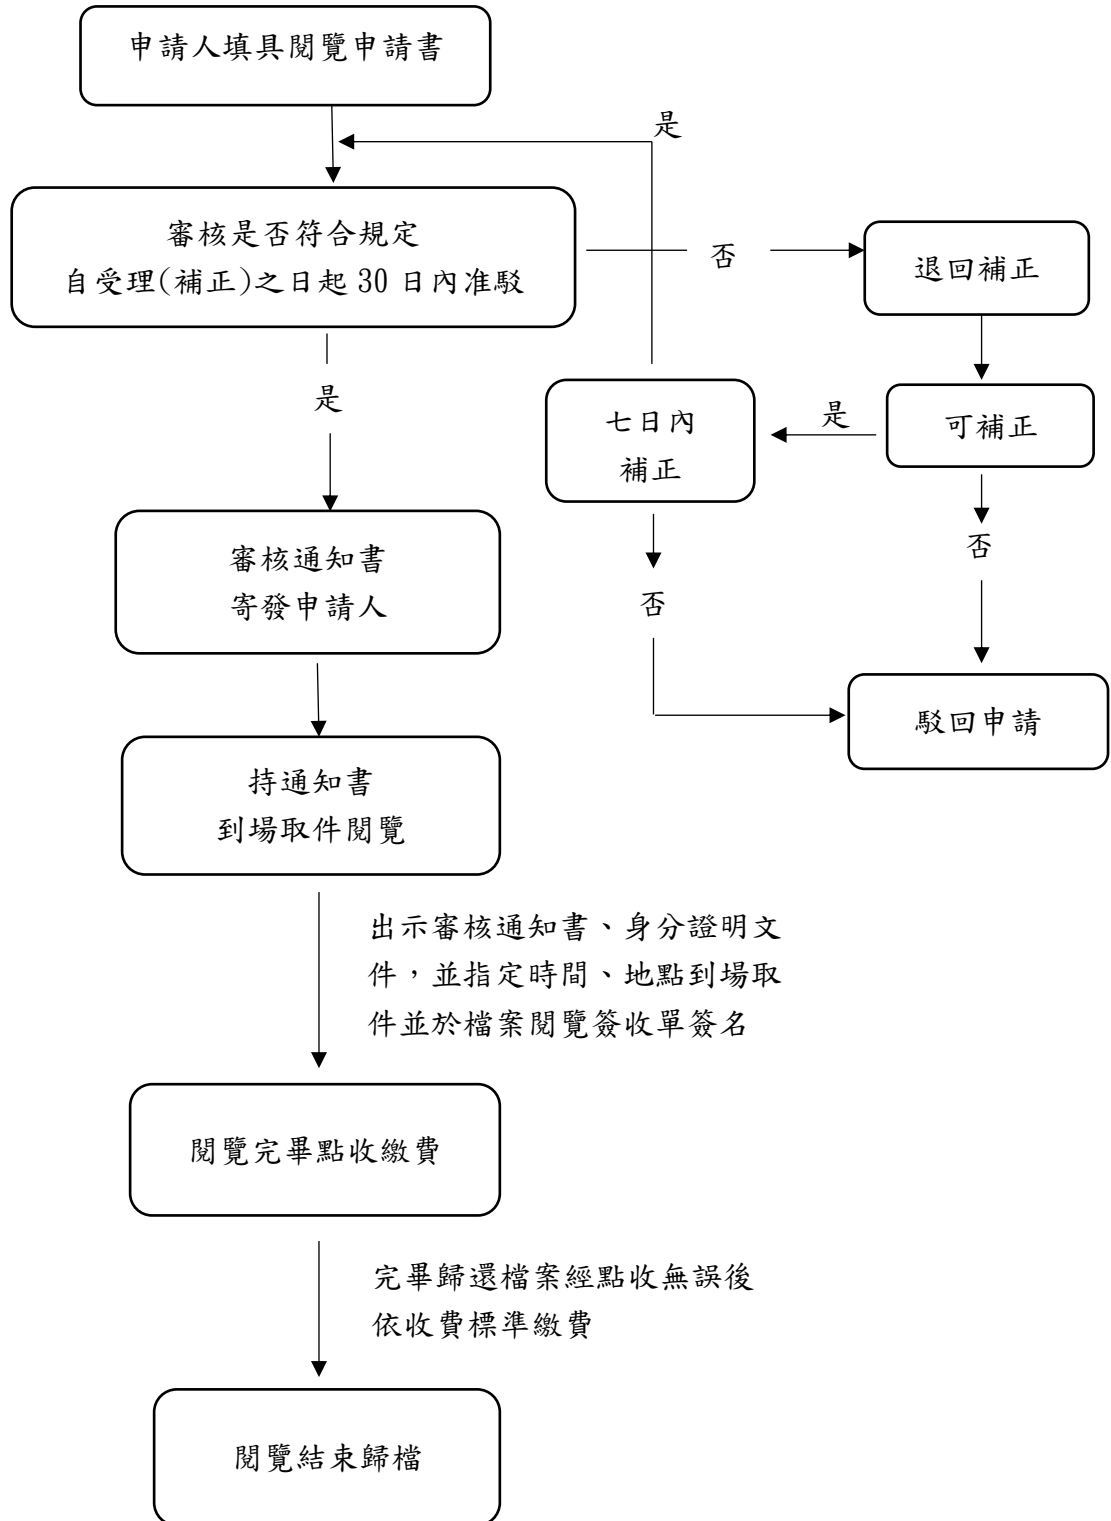 申請人填具閱覽申請書
是
審核是否符合規定
自受理(補正)之日起 30 日內准駁
否
退回補正
是
七日內
補正
是
可補正
審核通知書
寄發申請人
否
否
駁回申請
持通知書
到場取件閱覽
出示審核通知書、身分證明文
件，並指定時間、地點到場取
件並於檔案閱覽簽收單簽名
閱覽完畢點收繳費
完畢歸還檔案經點收無誤後
依收費標準繳費
閱覽結束歸檔